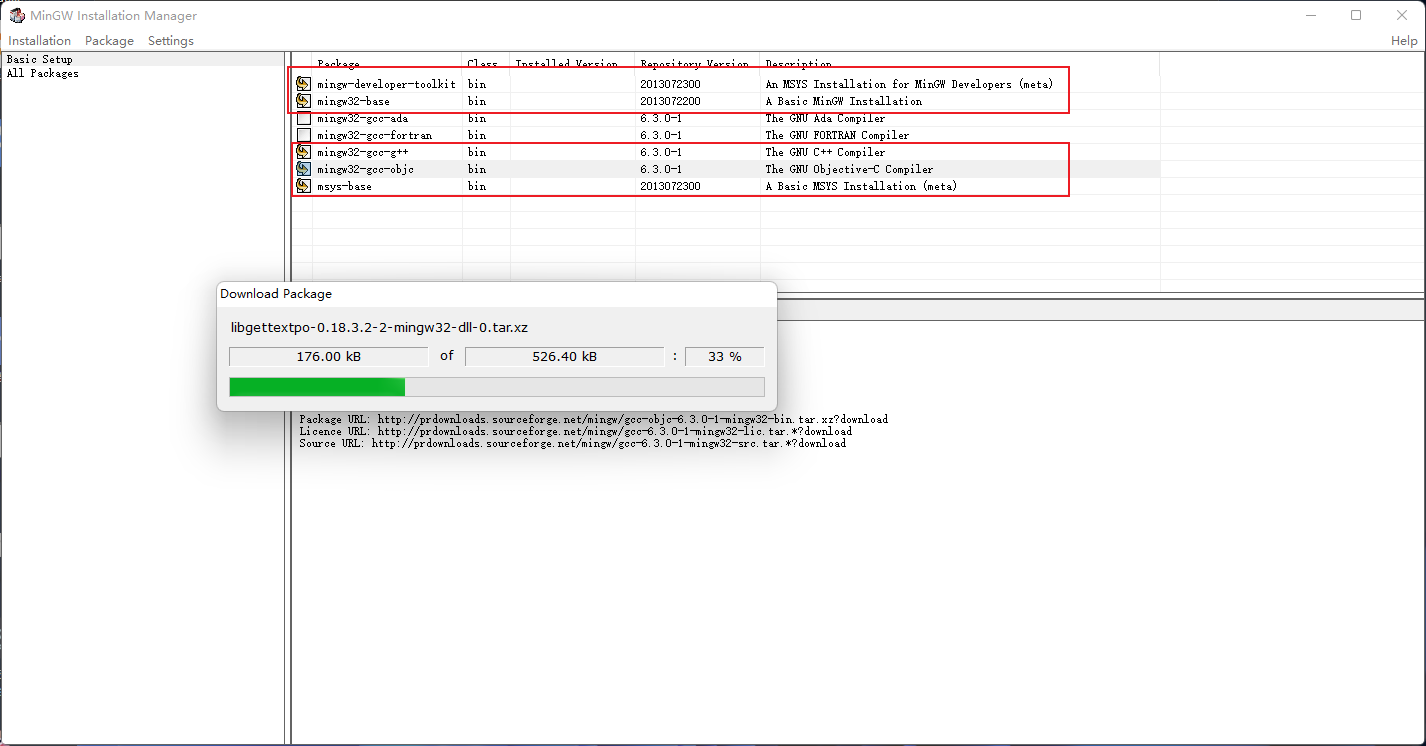 MinGW Installation Manager
Installation Package Settings Help
Basic Setup
All Packages
Package Class Installed Version Repository Version Description
mingw-developer-toolkit bin 2013072300 An MSYS Installation for MinGW Developers (meta)
mingw32-base bin 2013072200 A Basic MinGW Installation
mingw32-gcc-ada bin 6.3.0-1 The GNU Ada Compiler
mingw32-gcc-fortran bin 6.3.0-1 The GNU FORTRAN Compiler
mingw32-gcc-g++ bin 6.3.0-1 The GNU C++ Compiler
mingw32-gcc-objc bin 6.3.0-1 The GNU Objective-C Compiler
msys-base bin 2013072300 A Basic MSYS Installation (meta)
Download Package
libgettextpo-0.18.3.2-2-mingw32-dll-0.tar.xz
176.00 kB of 526.40 kB : 33 %
Package URL: http://prdownloads.sourceforge.net/mingw/gcc-objc-6.3.0-1-mingw32-bin.tar.xz?download
Licence URL: http://prdownloads.sourceforge.net/mingw/gcc-6.3.0-1-mingw32-lic.tar.*?download
Source URL: http://prdownloads.sourceforge.net/mingw/gcc-6.3.0-1-mingw32-src.tar.*?download